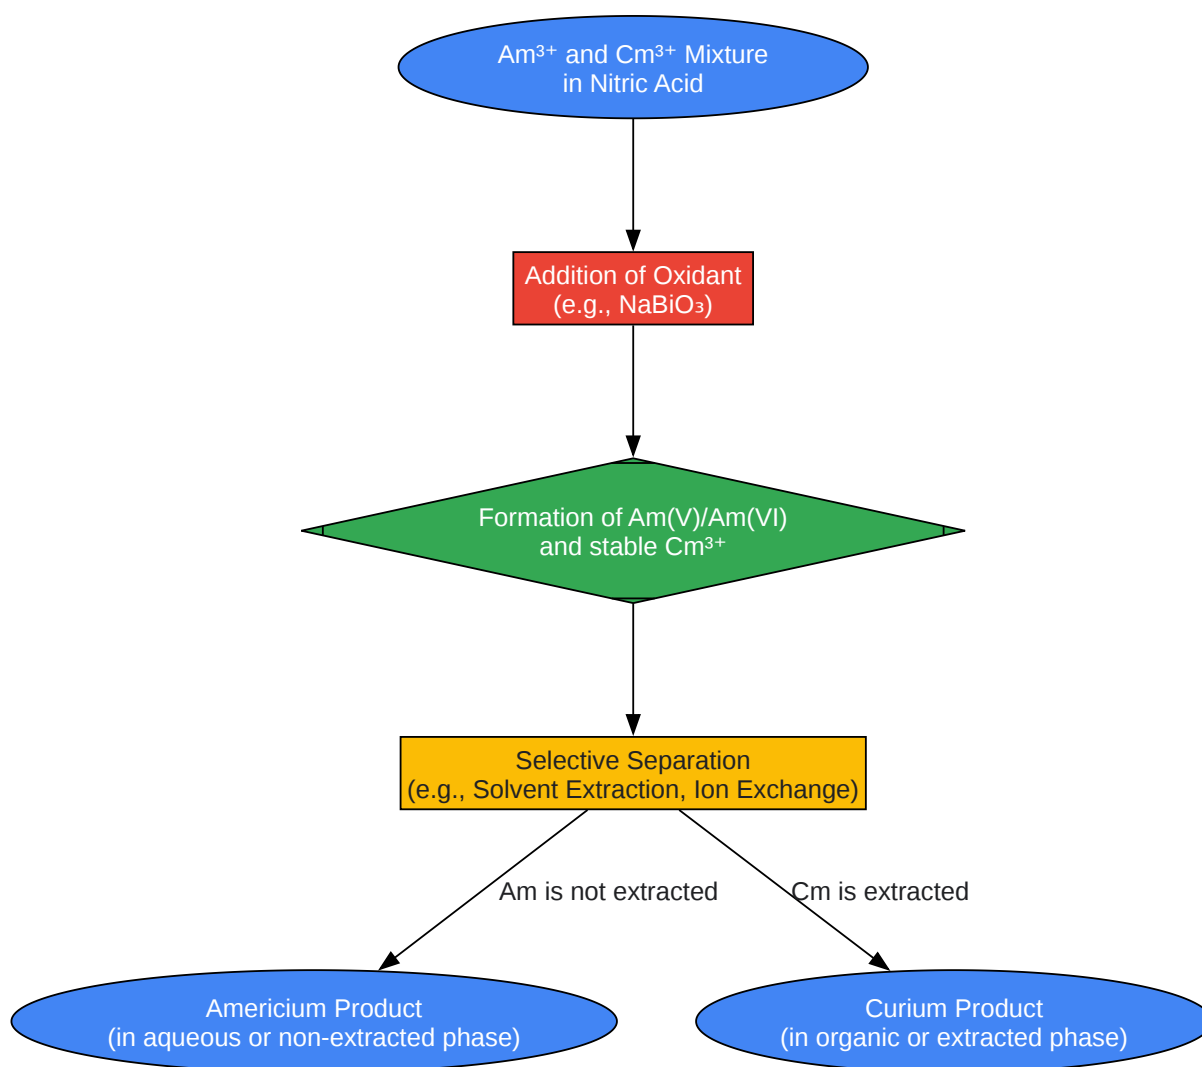 Am³⁺ and Cm³⁺ Mixture
in Nitric Acid
Addition of Oxidant
(e.g., NaBiO₃)
Formation of Am(V)/Am(VI)
and stable Cm³⁺
Selective Separation
(e.g., Solvent Extraction, Ion Exchange)
Am is not extracted
Cm is extracted
Americium Product
(in aqueous or non-extracted phase)
Curium Product
(in organic or extracted phase)